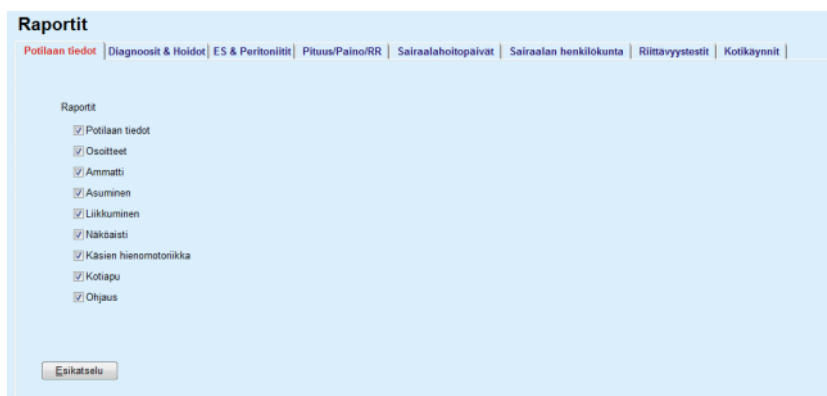 Raportit
Potilaan tiedot Diagnoosit & Hoidot ES & Peritoniitit Pituus/Paino/RR Sairaalahoitopäivät Sairaalan henkilökunta Riittävyystestit Kotikäynnit
Raportit
Potilaan tiedot
Osoitteet
Ammatti
Asuminen
Liikkuminen
Näköaisti
Käsien hienomotoriikka
Kotiapu
Ohjaus
Esikatselu